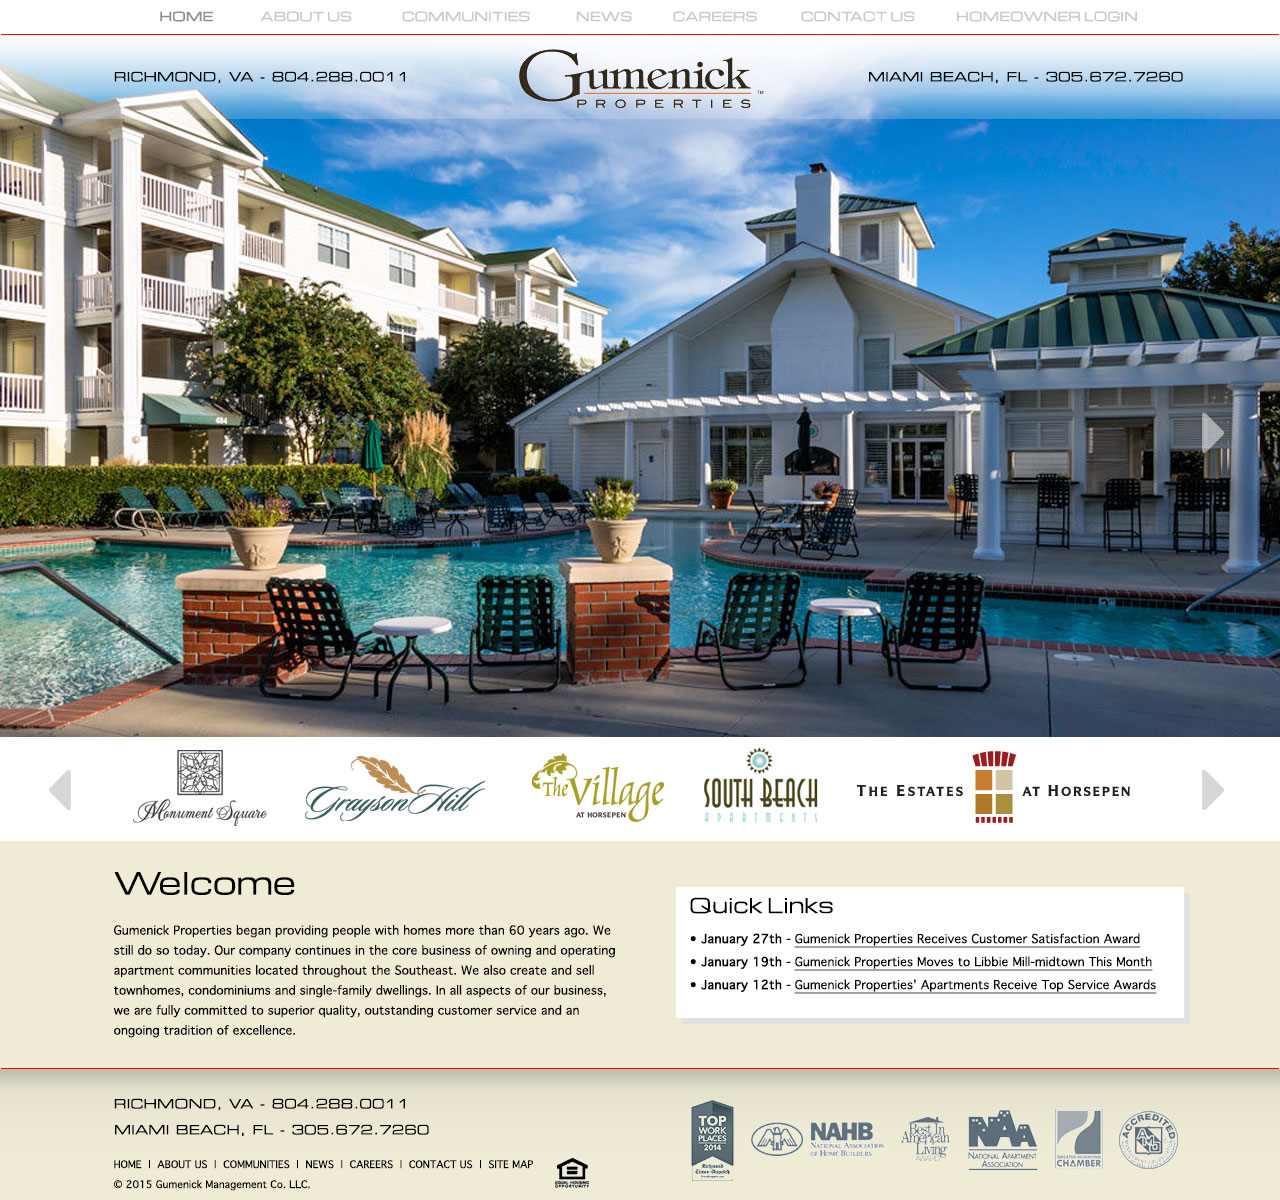 HOME ABOUT US COMMUNITIES NEWS CAREERS CONTACT US HOMEOWNER LOGIN
RICHMOND, VA - 804.288.0011
Gumenick
PROPERTIES™
MIAMI BEACH, FL - 305.672.7260
434
Monument Square
Grayson Hill
The Village
AT HORSEPEN
SOUTH BEACH
APARTMENTS
THE ESTATES AT HORSEPEN
Welcome
Gumenick Properties began providing people with homes more than 60 years ago. We
still do so today. Our company continues in the core business of owning and operating
apartment communities located throughout the Southeast. We also create and sell
townhomes, condominiums and single-family dwellings. In all aspects of our business,
we are fully committed to superior quality, outstanding customer service and an
ongoing tradition of excellence.
Quick Links
• January 27th - Gumenick Properties Receives Customer Satisfaction Award
• January 19th - Gumenick Properties Moves to Libbie Mill-midtown This Month
• January 12th - Gumenick Properties' Apartments Receive Top Service Awards
RICHMOND, VA - 804.288.0011
MIAMI BEACH, FL - 305.672.7260
HOME | ABOUT US | COMMUNITIES | NEWS | CAREERS | CONTACT US | SITE MAP
© 2015 Gumenick Management Co. LLC.
EQUAL HOUSING
OPPORTUNITY
TOP
WORK
PLACES
2014
Richmond
Times-Dispatch
NAHB
NATIONAL ASSOCIATION
OF HOME BUILDERS
Best In
American
Living
AWARD
NAA
NATIONAL APARTMENT
ASSOCIATION
GREATER RICHMOND
CHAMBER
ACCREDITED